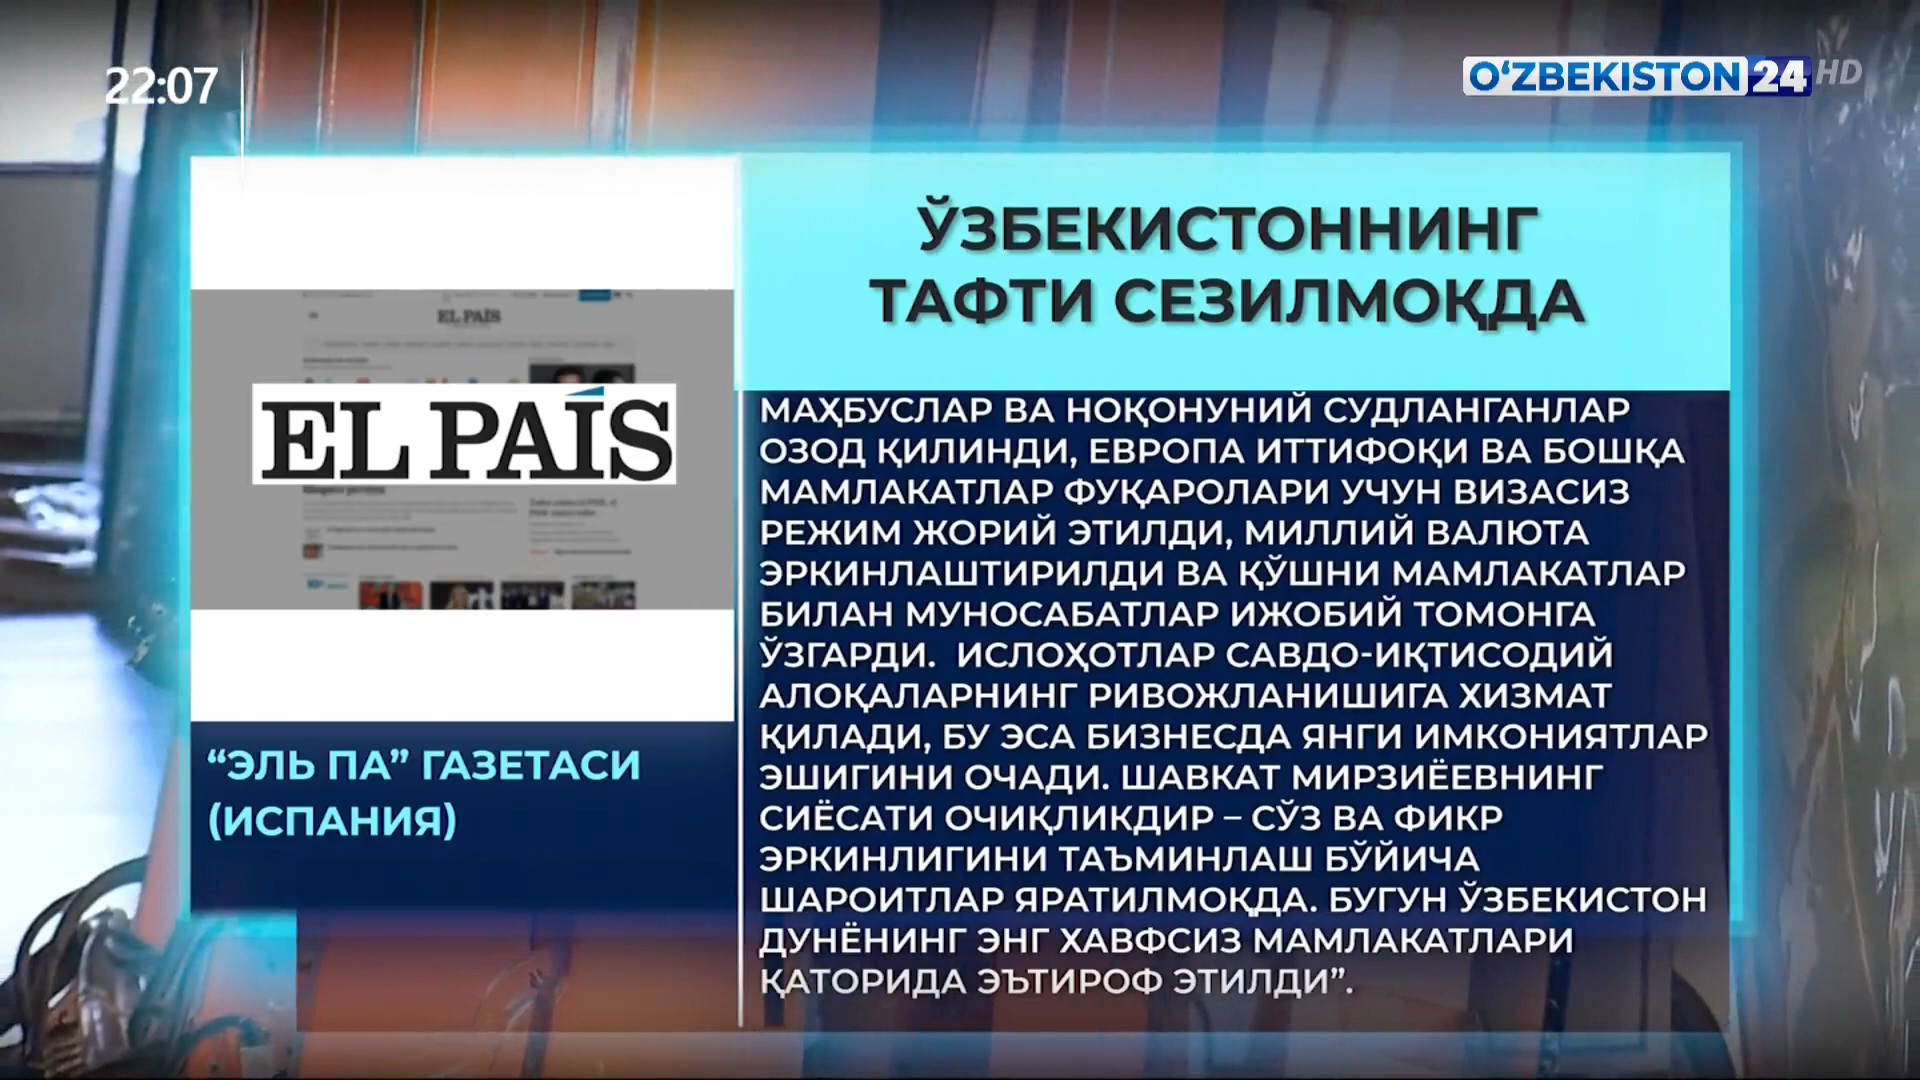 22:07
O‘ZBEKISTON 24 HD
ЎЗБЕКИСТОННИНГ
ТАФТИ СЕЗИЛМОҚДА
EL PAÍS
EL PAÍS
“ЭЛЬ ПА” ГАЗЕТАСИ
(ИСПАНИЯ)
МАҲБУСЛАР ВА НОҚОНУНИЙ СУДЛАНГАНЛАР
ОЗОД ҚИЛИНДИ, ЕВРОПА ИТТИФОҚИ ВА БОШҚА
МАМЛАКАТЛАР ФУҚАРОЛАРИ УЧУН ВИЗАСИЗ
РЕЖИМ ЖОРИЙ ЭТИЛДИ, МИЛЛИЙ ВАЛЮТА
ЭРКИНЛАШТИРИЛДИ ВА ҚЎШНИ МАМЛАКАТЛАР
БИЛАН МУНОСАБАТЛАР ИЖОБИЙ ТОМОНГА
ЎЗГАРДИ. ИСЛОҲОТЛАР САВДО-ИҚТИСОДИЙ
АЛОҚАЛАРНИНГ РИВОЖЛАНИШИГА ХИЗМАТ
ҚИЛАДИ, БУ ЭСА БИЗНЕСДА ЯНГИ ИМКОНИЯТЛАР
ЭШИГИНИ ОЧАДИ. ШАВКАТ МИРЗИЁЕВНИНГ
СИЁСАТИ ОЧИҚЛИКДИР – СЎЗ ВА ФИКР
ЭРКИНЛИГИНИ ТАЪМИНЛАШ БЎЙИЧА
ШАРОИТЛАР ЯРАТИЛМОҚДА. БУГУН ЎЗБЕКИСТОН
ДУНЁНИНГ ЭНГ ХАВФСИЗ МАМЛАКАТЛАРИ
ҚАТОРИДА ЭЪТИРОФ ЭТИЛДИ”.